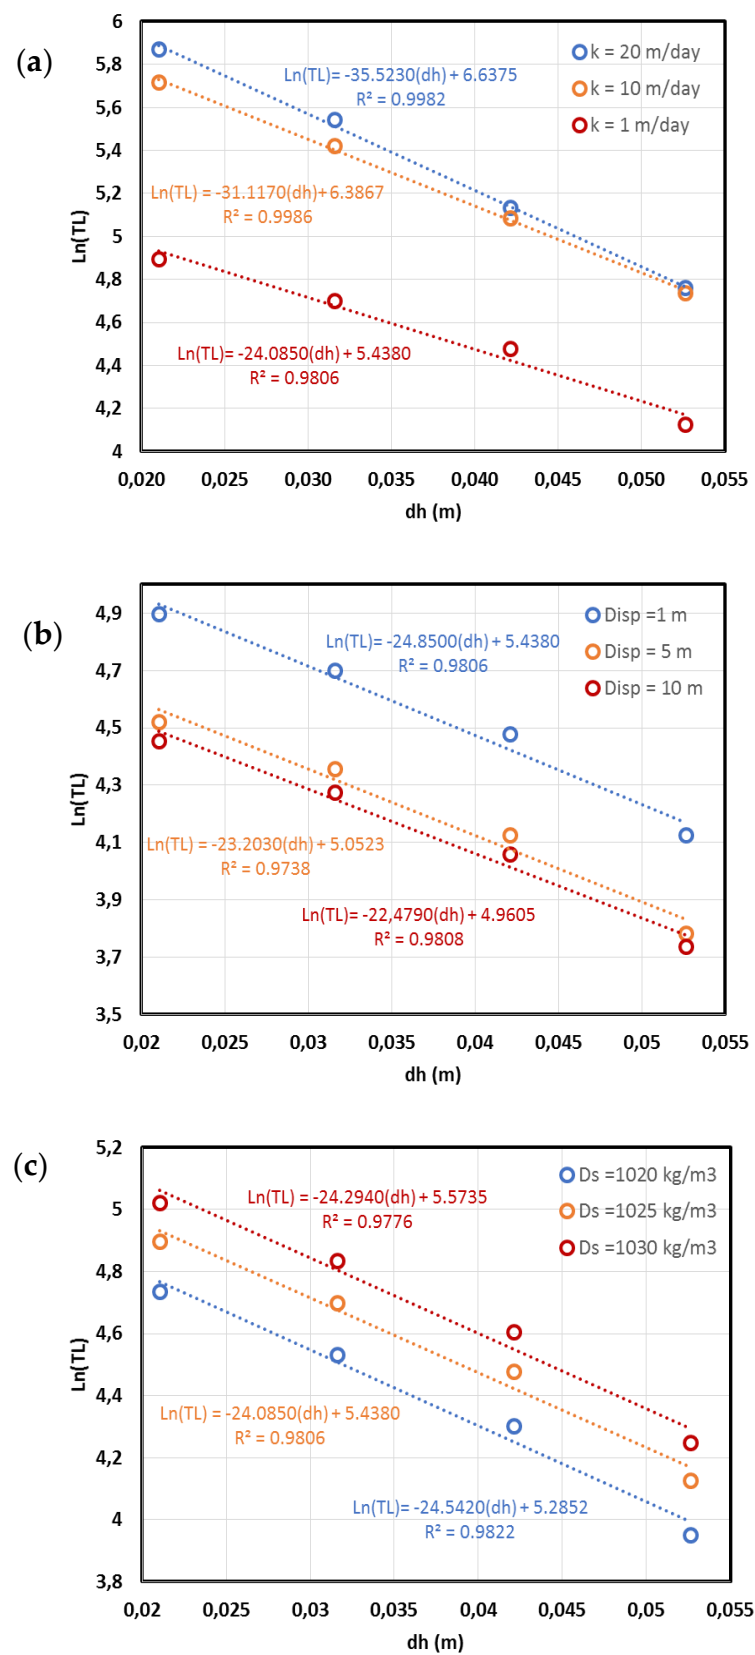 (a)
6
5,8
5,6
5,4
5,2
5
4,8
4,6
4,4
4,2
4
Ln(TL)
Ln(TL) = -35.5230(dh) + 6.6375
R² = 0.9982
k = 20 m/day
k = 10 m/day
k = 1 m/day
Ln(TL) = -31.1170(dh)+ 6.3867
R² = 0.9986
Ln(TL)= -24.0850(dh) + 5.4380
R² = 0.9806
0,020 0,025 0,030 0,035 0,040 0,045 0,050 0,055
dh (m)
(b)
4,9
4,7
4,5
4,3
4,1
3,9
3,7
3,5
Ln(TL)
Disp =1 m
Disp = 5 m
Disp = 10 m
Ln(TL)= -24.8500(dh) + 5.4380
R² = 0.9806
Ln(TL) = -23.2030(dh) + 5.0523
R² = 0.9738
Ln(TL)= -22,4790(dh) + 4.9605
R² = 0.9808
0,02 0,025 0,03 0,035 0,04 0,045 0,05 0,055
dh (m)
(c)
5,2
5
4,8
4,6
4,4
4,2
4
3,8
Ln(TL)
Ds =1020 kg/m3
Ds =1025 kg/m3
Ds =1030 kg/m3
Ln(TL) = -24.2940(dh) + 5.5735
R² = 0.9776
Ln(TL) = -24.0850(dh) + 5.4380
R² = 0.9806
Ln(TL)= -24.5420(dh) + 5.2852
R² = 0.9822
0,02 0,025 0,03 0,035 0,04 0,045 0,05 0,055
dh (m)